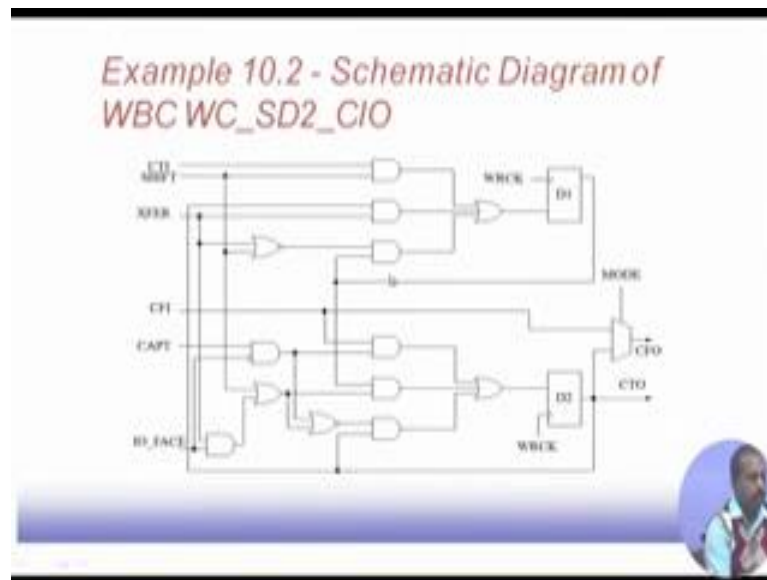 Example 10.2 - Schematic Diagram of
WBC WC_SD2_CIO
CTI
SHIFT
WRCK
D1
XFER
MODE
CFI
CAPT
CFO
D2
CTO
IO_FACE
WRCK